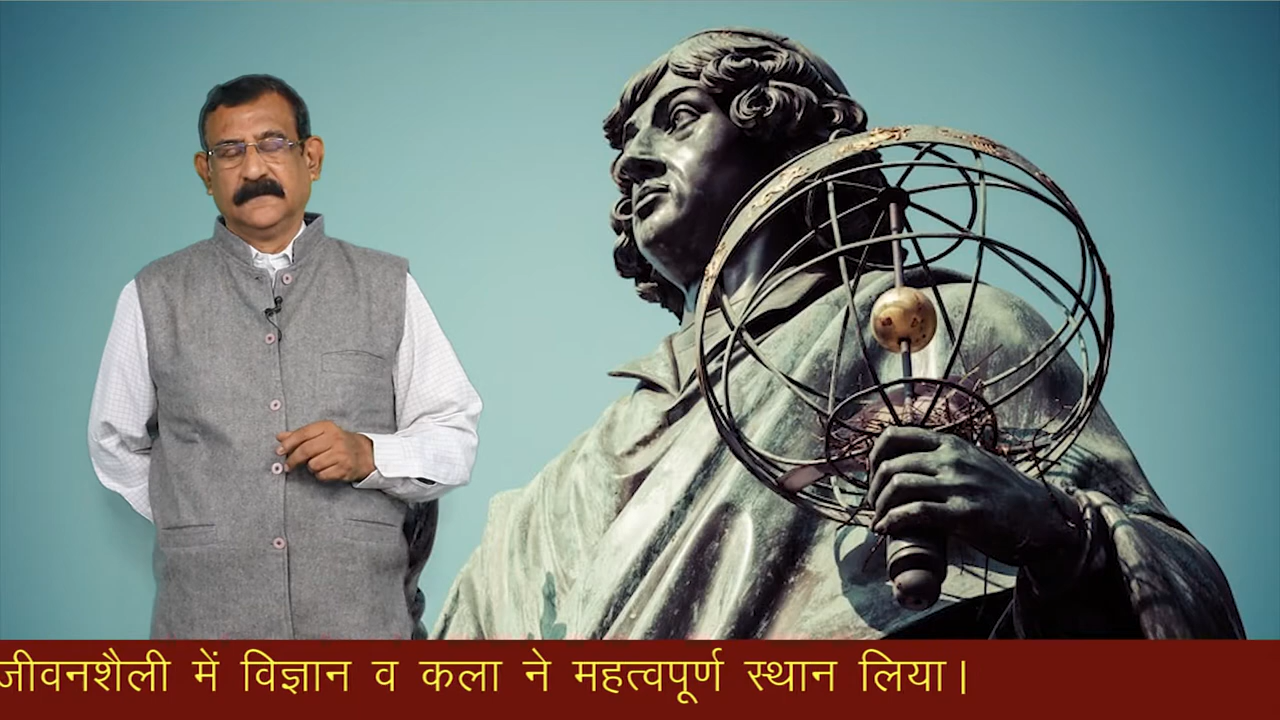 जीवनशैली में विज्ञान व कला ने महत्वपूर्ण स्थान लिया।